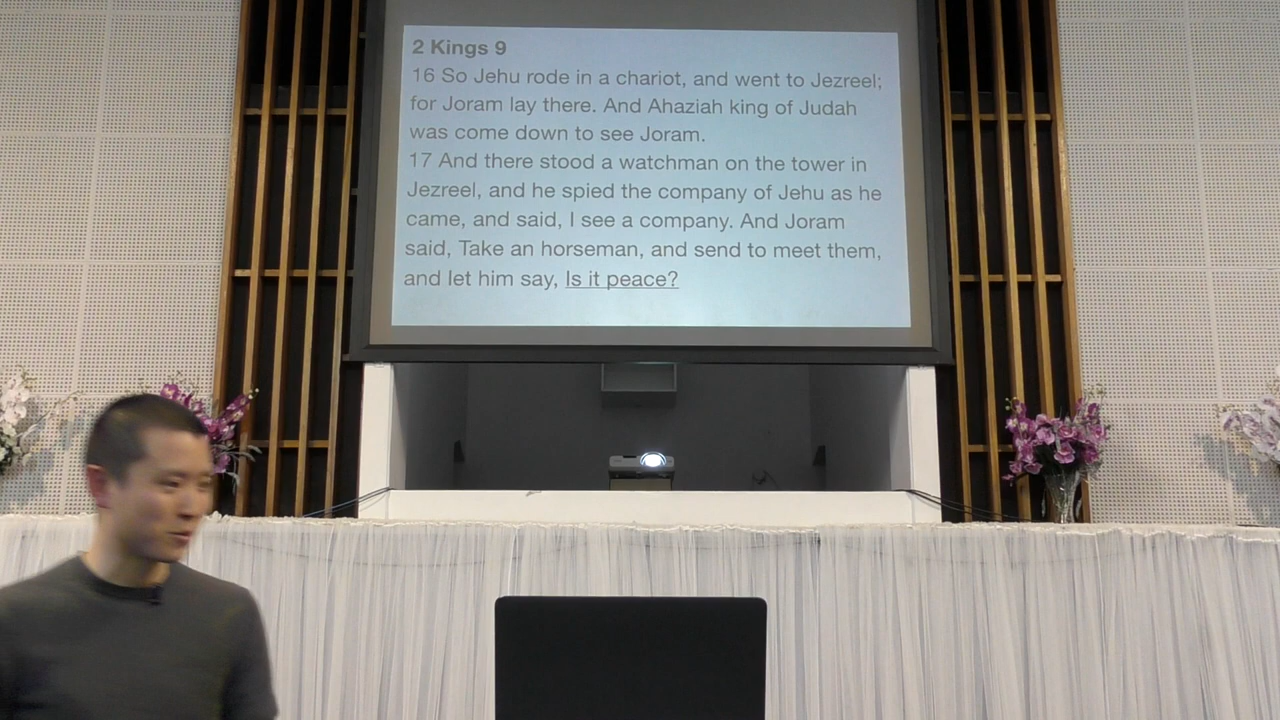 2 Kings 9
16 So Jehu rode in a chariot, and went to Jezreel;
for Joram lay there. And Ahaziah king of Judah
was come down to see Joram.
17 And there stood a watchman on the tower in
Jezreel, and he spied the company of Jehu as he
came, and said, I see a company. And Joram
said, Take an horseman, and send to meet them,
and let him say, Is it peace?